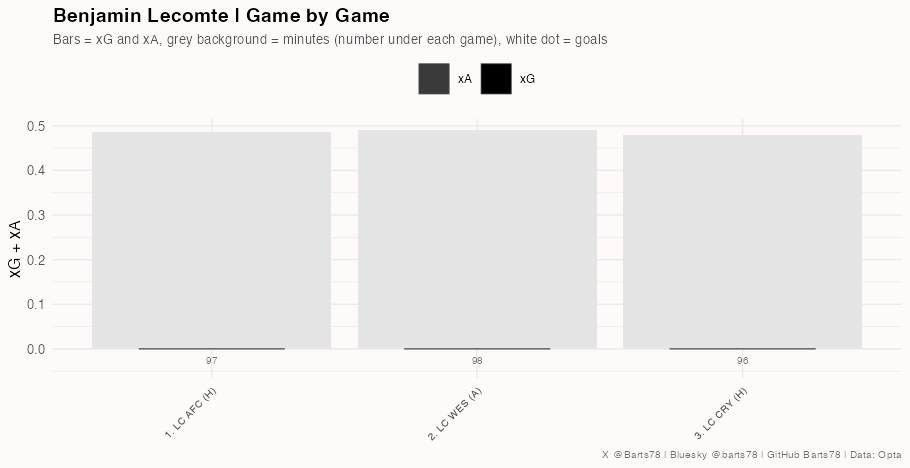 Benjamin Lecomte | Game by Game
Bars = xG and xA, grey background = minutes (number under each game), white dot = goals
xA xG
xG + xA
0.5
0.4
0.3
0.2
0.1
0.0
97 98 96
1. LC AFC (H) 2. LC WES (A) 3. LC CRY (H)
X @Barts78 | Bluesky @barts78 | GitHub Barts78 | Data: Opta